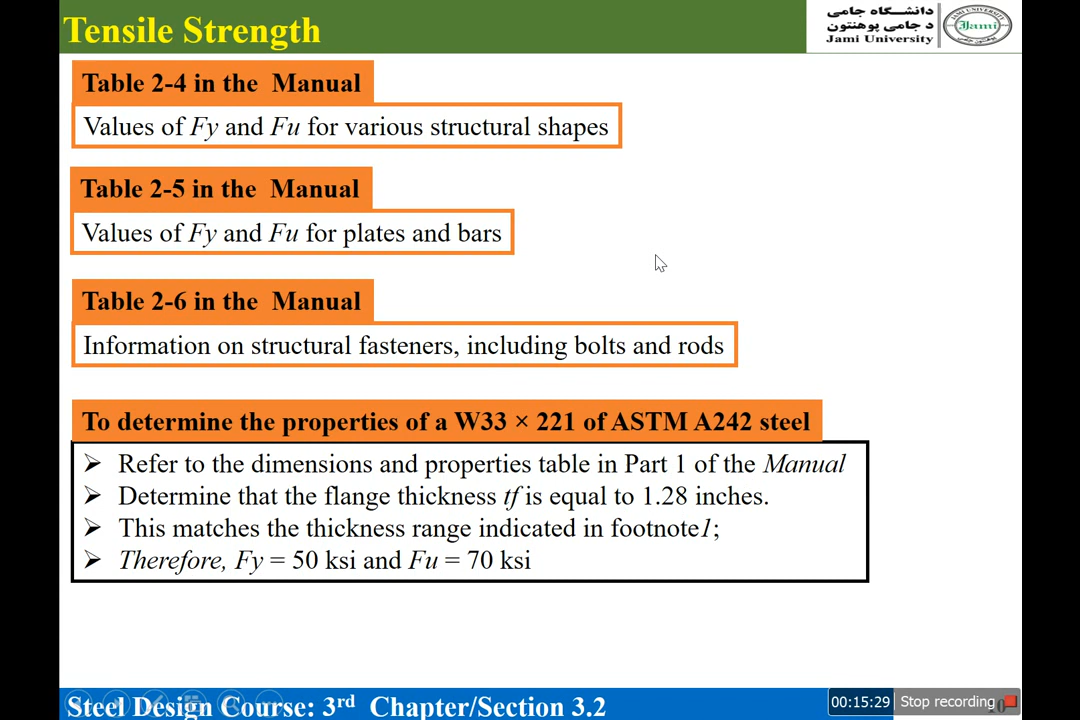 Tensile Strength
دانشگاه جامی
د جامی پوهنتون
Jami University
JAMI UNIVERSITY
Jami
Table 2-4 in the Manual
Values of Fy and Fu for various structural shapes
Table 2-5 in the Manual
Values of Fy and Fu for plates and bars
Table 2-6 in the Manual
Information on structural fasteners, including bolts and rods
To determine the properties of a W33 × 221 of ASTM A242 steel
➢ Refer to the dimensions and properties table in Part 1 of the Manual
➢ Determine that the flange thickness tf is equal to 1.28 inches.
➢ This matches the thickness range indicated in footnote1;
➢ Therefore, Fy = 50 ksi and Fu = 70 ksi
Steel Design Course: 3rd Chapter/Section 3.2
00:15:29 Stop recording